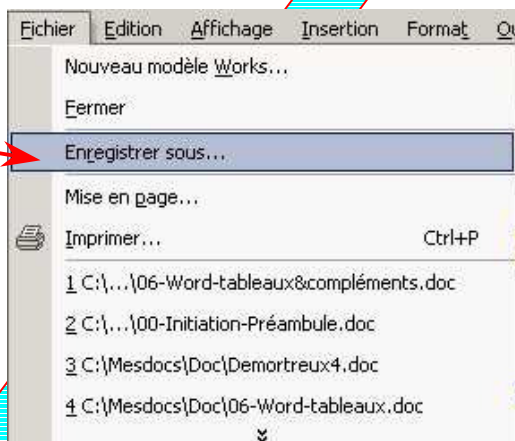 Fichier Edition Affichage Insertion Format Ou
Nouveau modèle Works...
Fermer
Enregistrer sous...
Mise en page...
Imprimer... Ctrl+P
1 C:\...\06-Word-tableaux&compléments.doc
2 C:\...\00-Initiation-Préambule.doc
3 C:\Mesdocs\Doc\Demortreux4.doc
4 C:\Mesdocs\Doc\06-Word-tableaux.doc